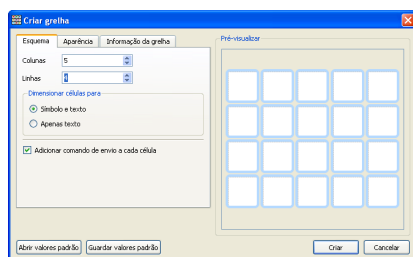 Criar grelha
Esquema Aparência Informação da grelha
Colunas 5
Linhas 4
Dimensionar células para
Símbolo e texto
Apenas texto
Adicionar comando de envio a cada célula
Pré-visualizar
Abrir valores padrão Guardar valores padrão Criar Cancelar